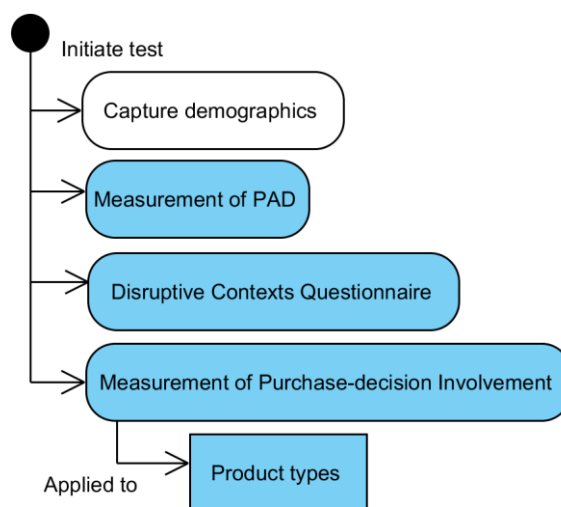 Initiate test
Capture demographics
Measurement of PAD
Disruptive Contexts Questionnaire
Measurement of Purchase-decision Involvement
Product types
Applied to